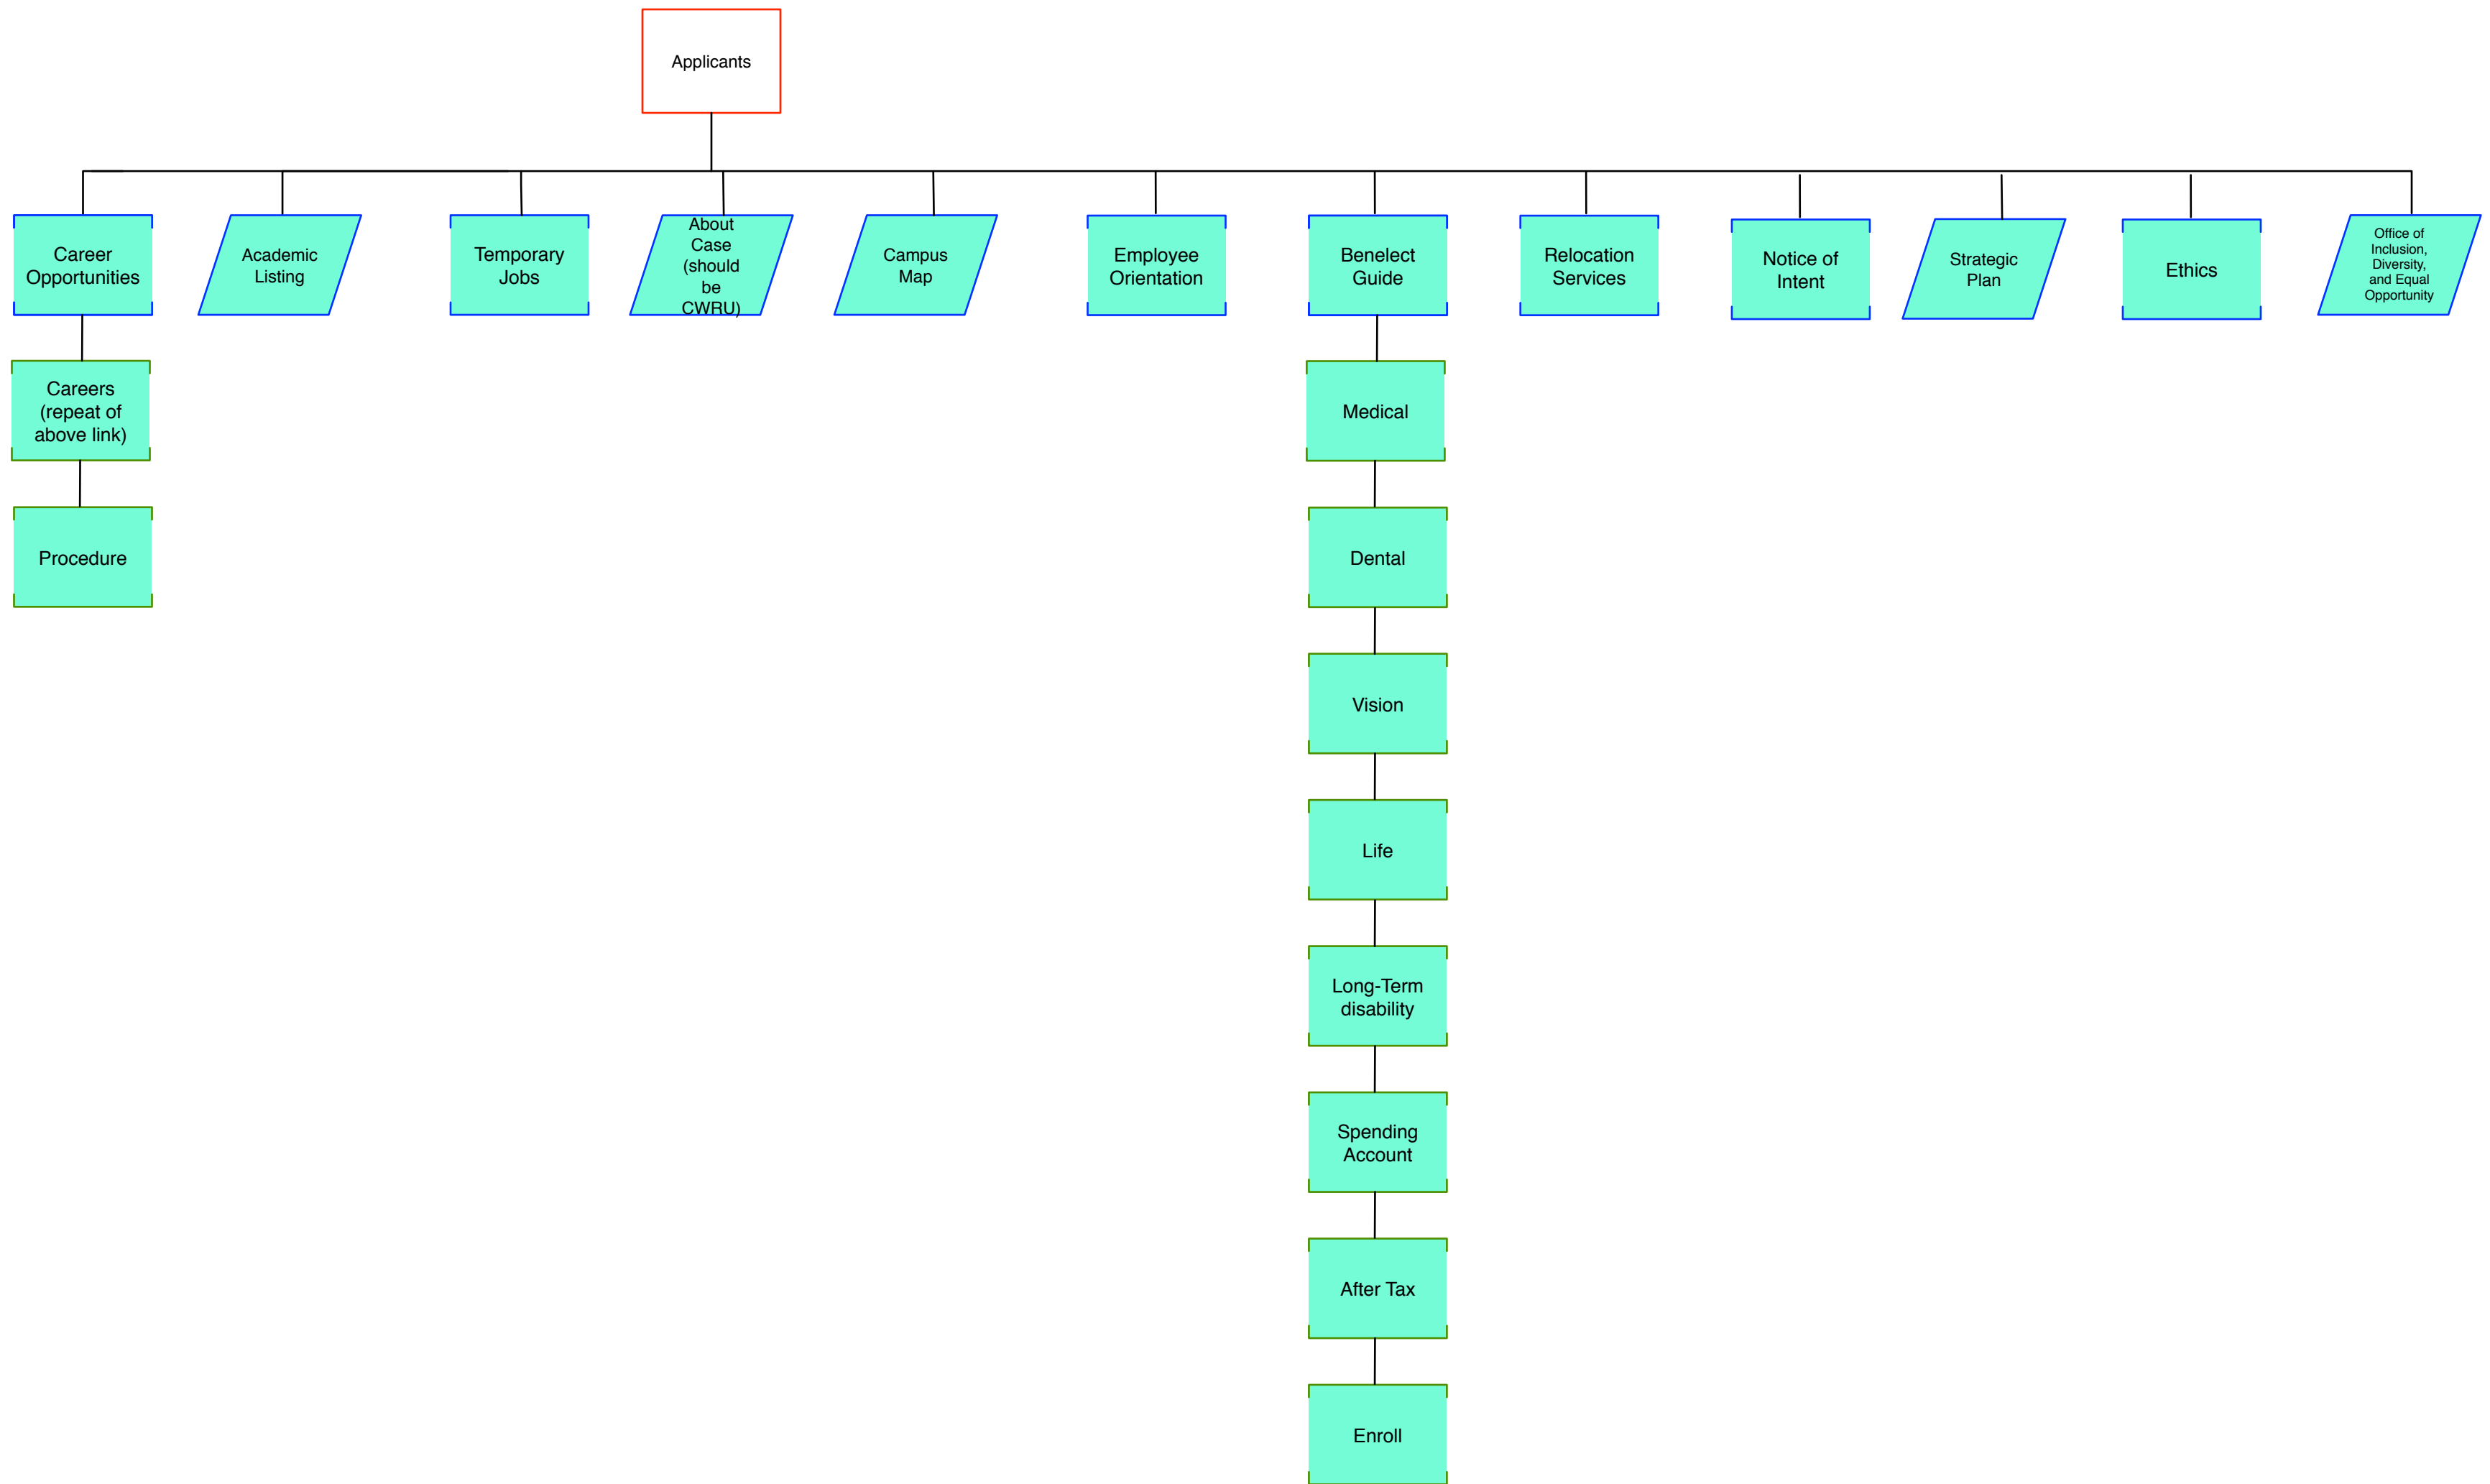 Applicants
Career
Opportunities
Academic
Listing
Temporary
Jobs
About
Case
(should
be
CWRU)
Campus
Map
Employee
Orientation
Benelect
Guide
Relocation
Services
Notice of
Intent
Strategic
Plan
Ethics
Office of
Inclusion,
Diversity,
and Equal
Opportunity
Careers
(repeat of
above link)
Procedure
Medical
Dental
Vision
Life
Long-Term
disability
Spending
Account
After Tax
Enroll